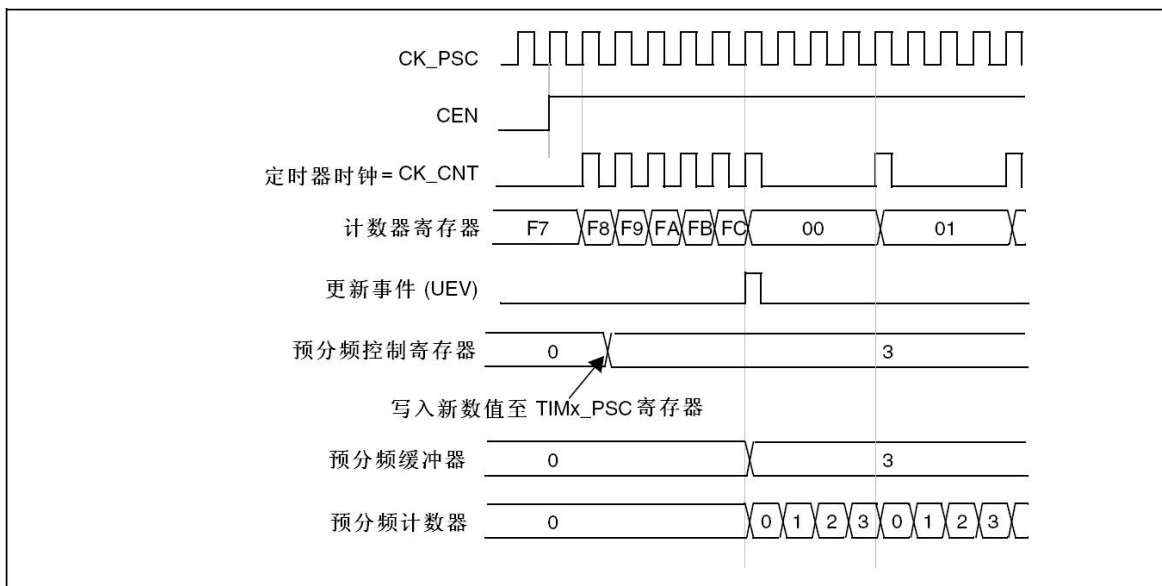 CK_PSC
CEN
定时器时钟 = CK_CNT
计数器寄存器 F7 F8 F9 FA FB FC 00 01
更新事件 (UEV)
预分频控制寄存器 0 3
写入新数值至 TIMx_PSC 寄存器
预分频缓冲器 0 3
预分频计数器 0 0 1 2 3 0 1 2 3